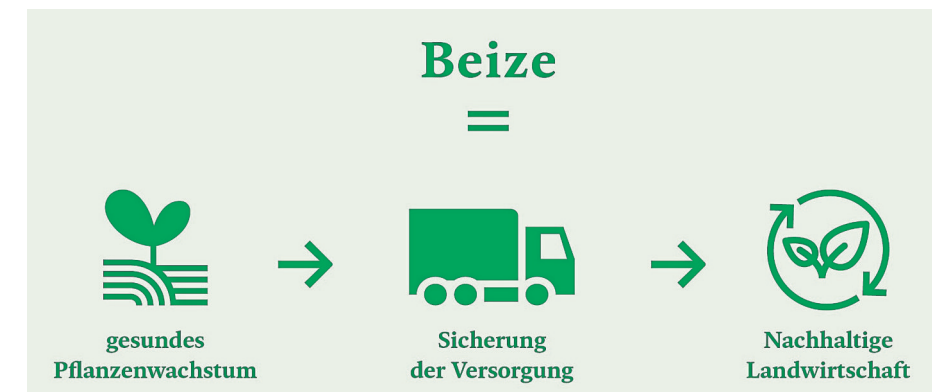 Beize
=
gesundes
Pflanzenwachstum
Sicherung
der Versorgung
Nachhaltige
Landwirtschaft